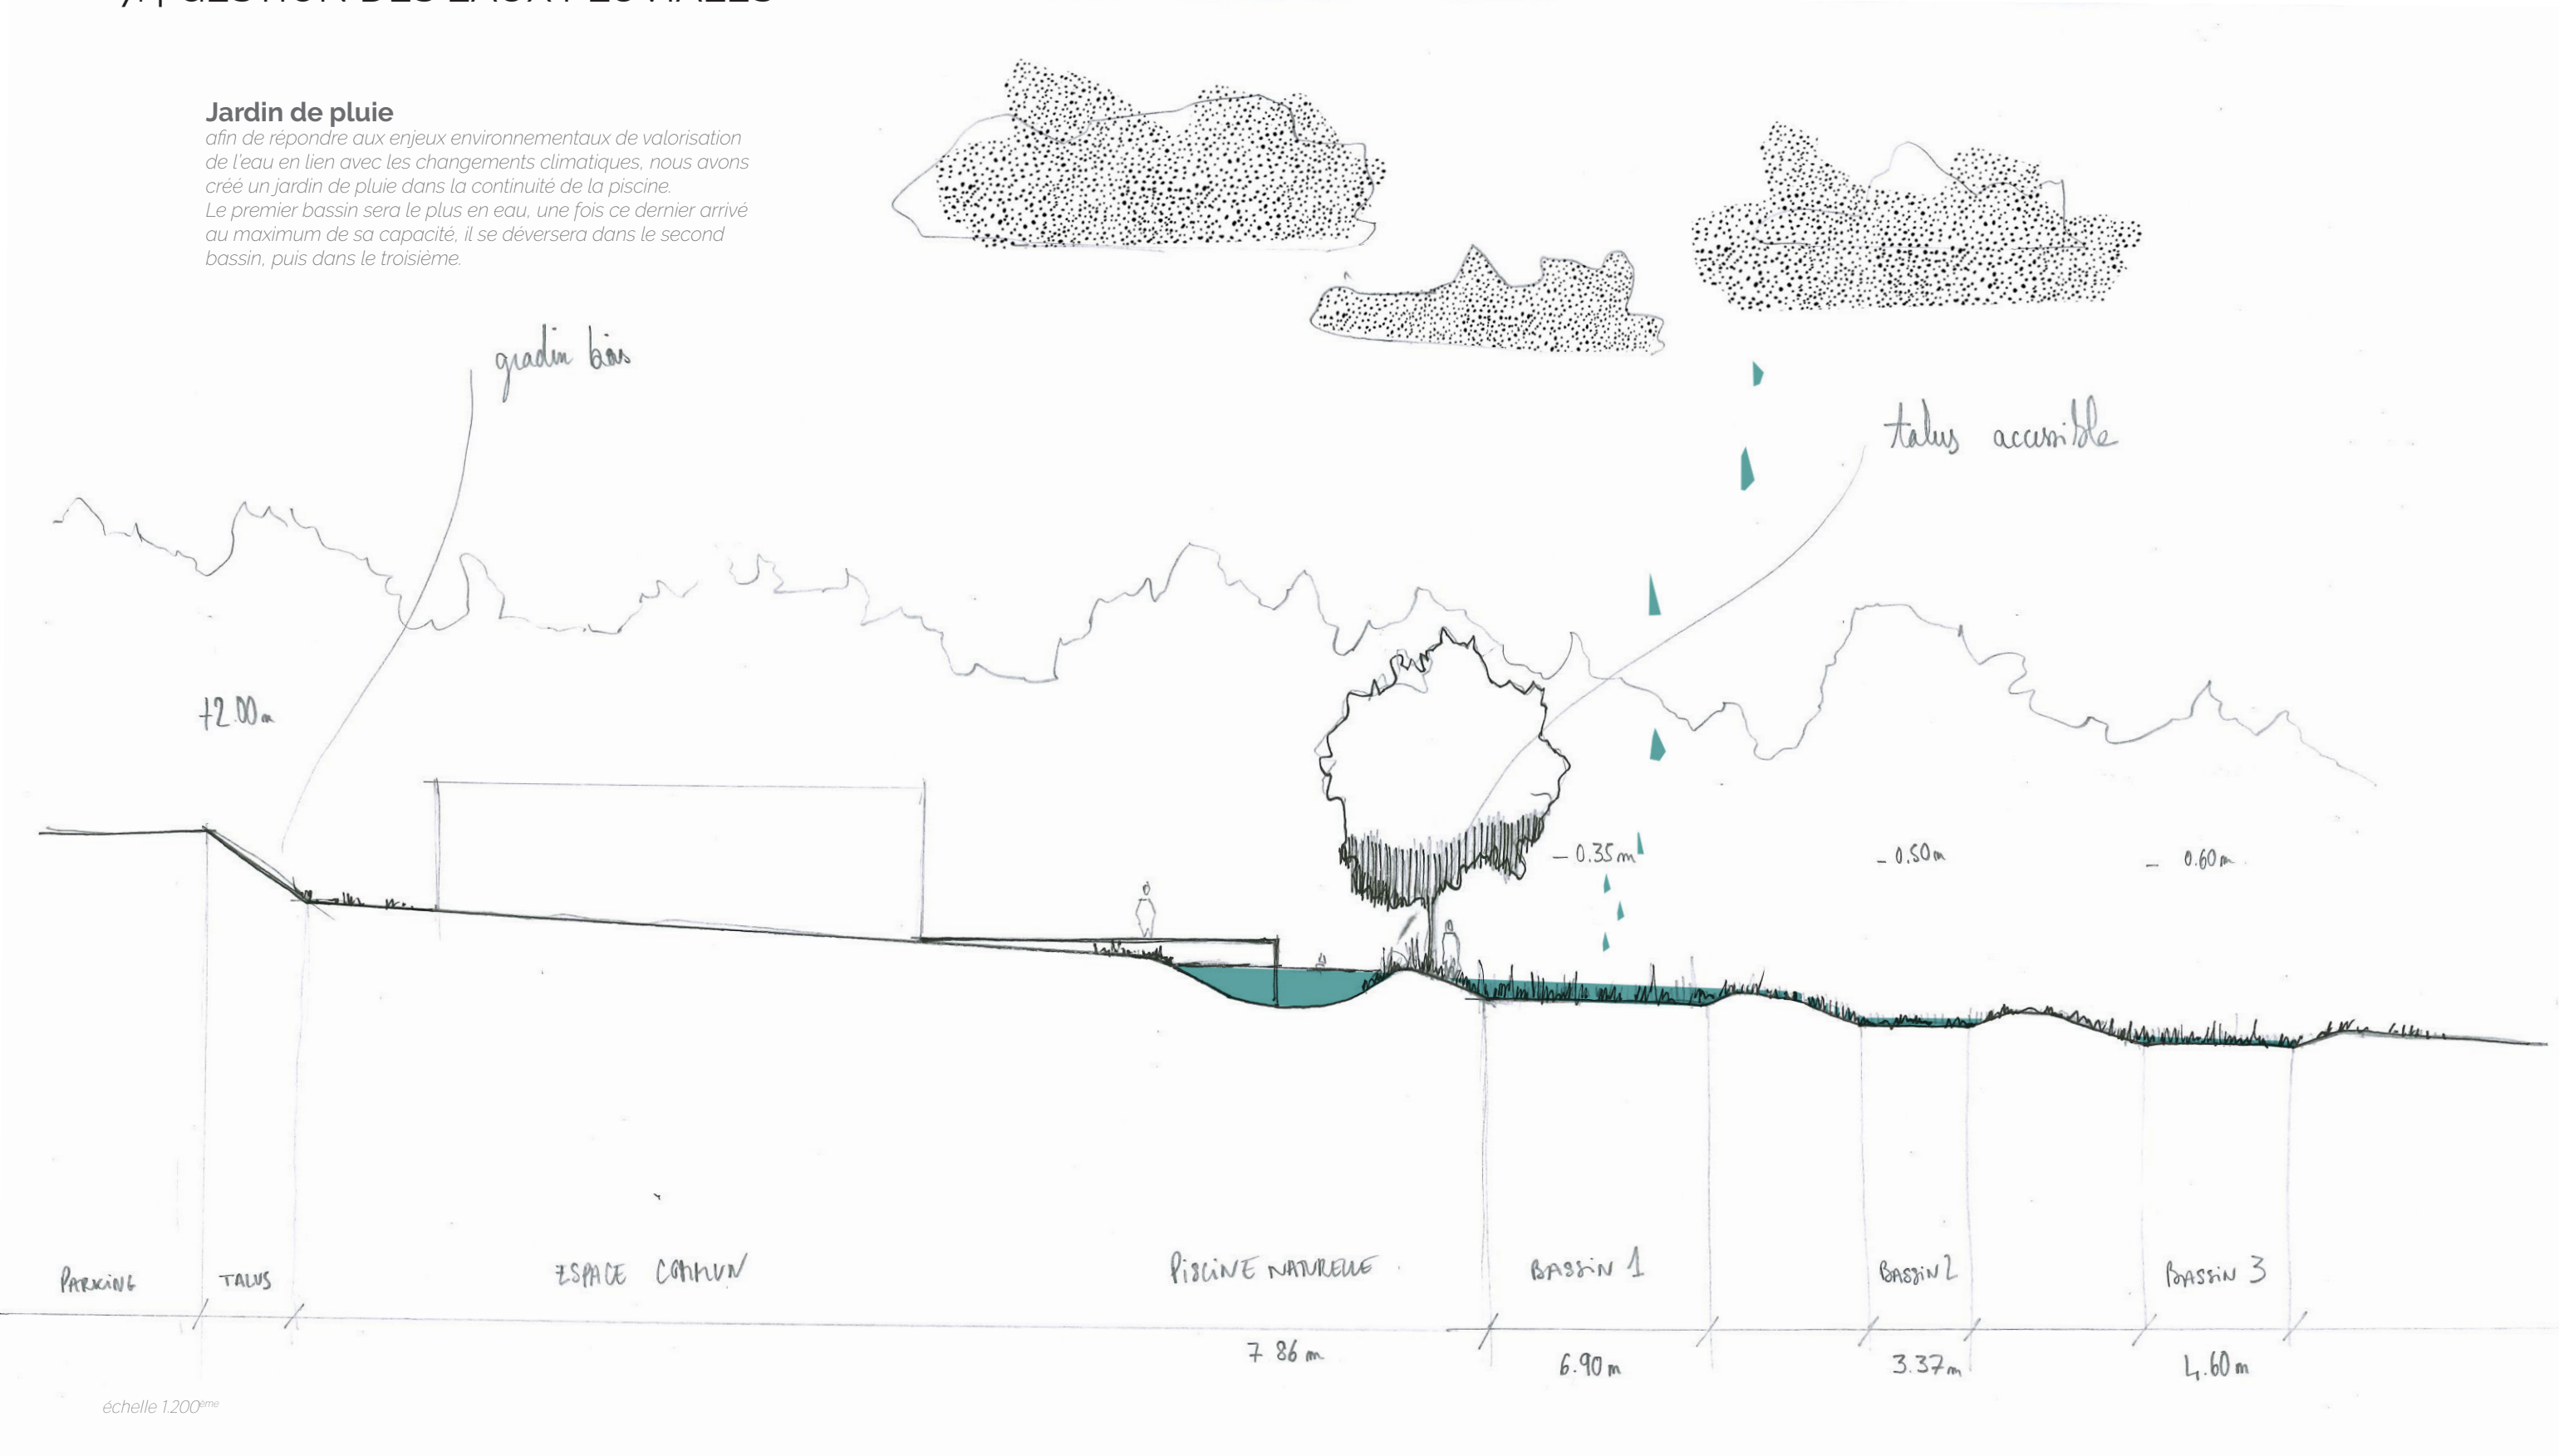 GESTION DES EAUX PLUVIALES
Jardin de pluie
afin de répondre aux enjeux environnementaux de valorisation
de l'eau en lien avec les changements climatiques, nous avons
créé un jardin de pluie dans la continuité de la piscine.
Le premier bassin sera le plus en eau, une fois ce dernier arrivé
au maximum de sa capacité, il se déversera dans le second
bassin, puis dans le troisième.
gradin bois
talus accessible
+2.00m
- 0.35m
- 0.50m
- 0.60m
PARKING
TALUS
ESPACE COMMUN
PISCINE NATURELLE
BASSIN 1
BASSIN 2
BASSIN 3
7 86m
6.90m
3.37m
4.60m
échelle 1.200ème